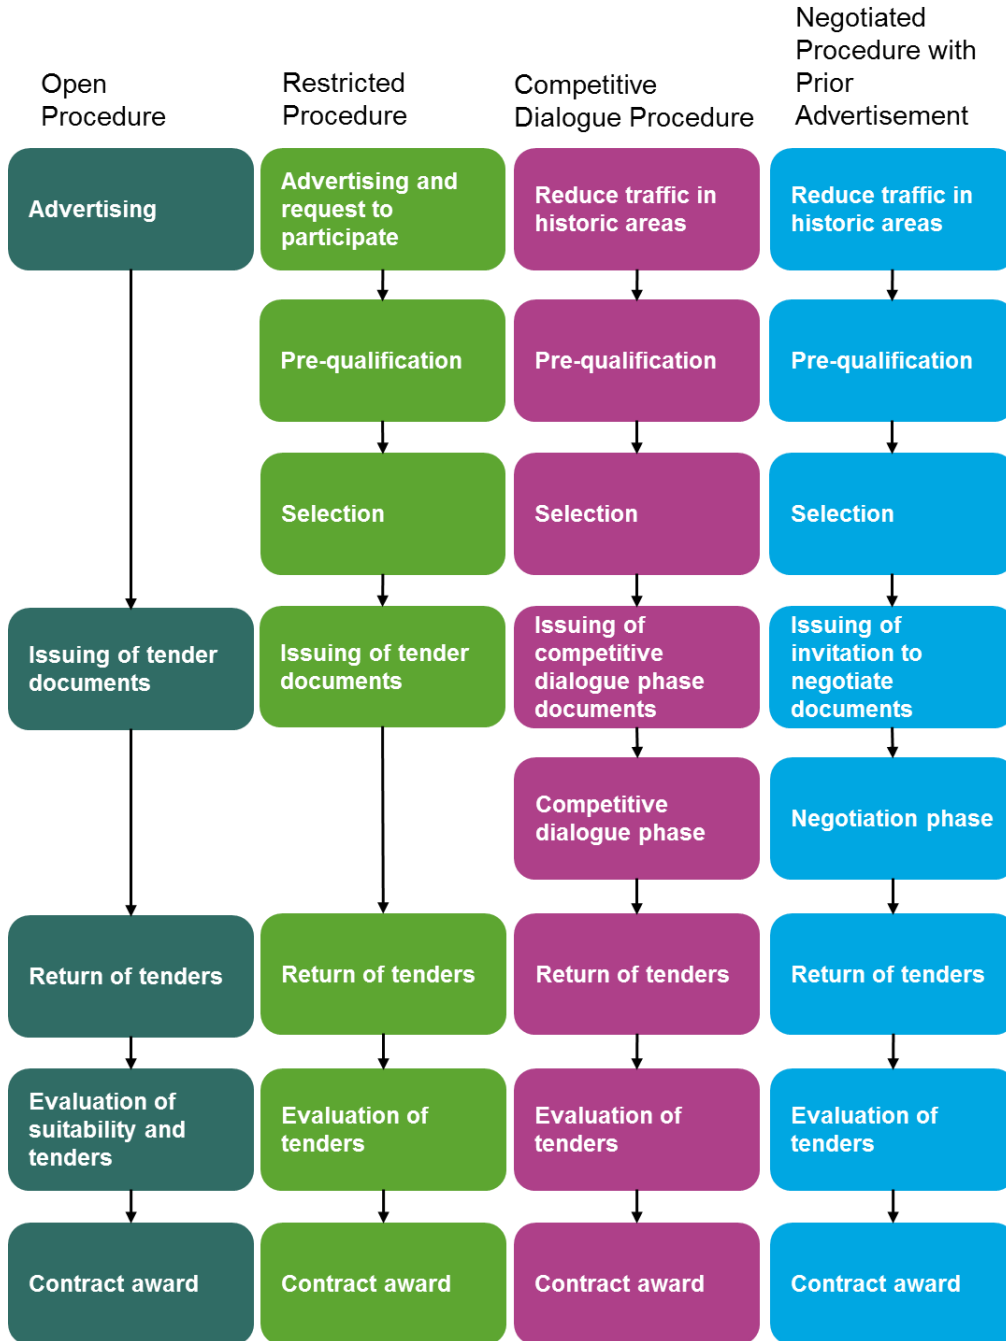 Open
Procedure
Restricted
Procedure
Competitive
Dialogue Procedure
Negotiated
Procedure with
Prior
Advertisement
Advertising
Advertising and
request to
participate
Reduce traffic in
historic areas
Reduce traffic in
historic areas
Pre-qualification
Pre-qualification
Pre-qualification
Selection
Selection
Selection
Issuing of tender
documents
Issuing of tender
documents
Issuing of
competitive
dialogue phase
documents
Issuing of
invitation to
negotiate
documents
Competitive
dialogue phase
Negotiation phase
Return of tenders
Return of tenders
Return of tenders
Return of tenders
Evaluation of
suitability and
tenders
Evaluation of
tenders
Evaluation of
tenders
Evaluation of
tenders
Contract award
Contract award
Contract award
Contract award